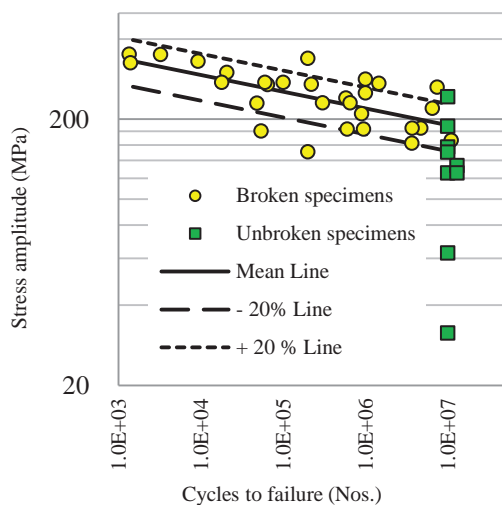 Stress amplitude (MPa)
200
20
Broken specimens
Unbroken specimens
Mean Line
- 20% Line
+ 20 % Line
1.0E+03
1.0E+04
1.0E+05
1.0E+06
1.0E+07
Cycles to failure (Nos.)